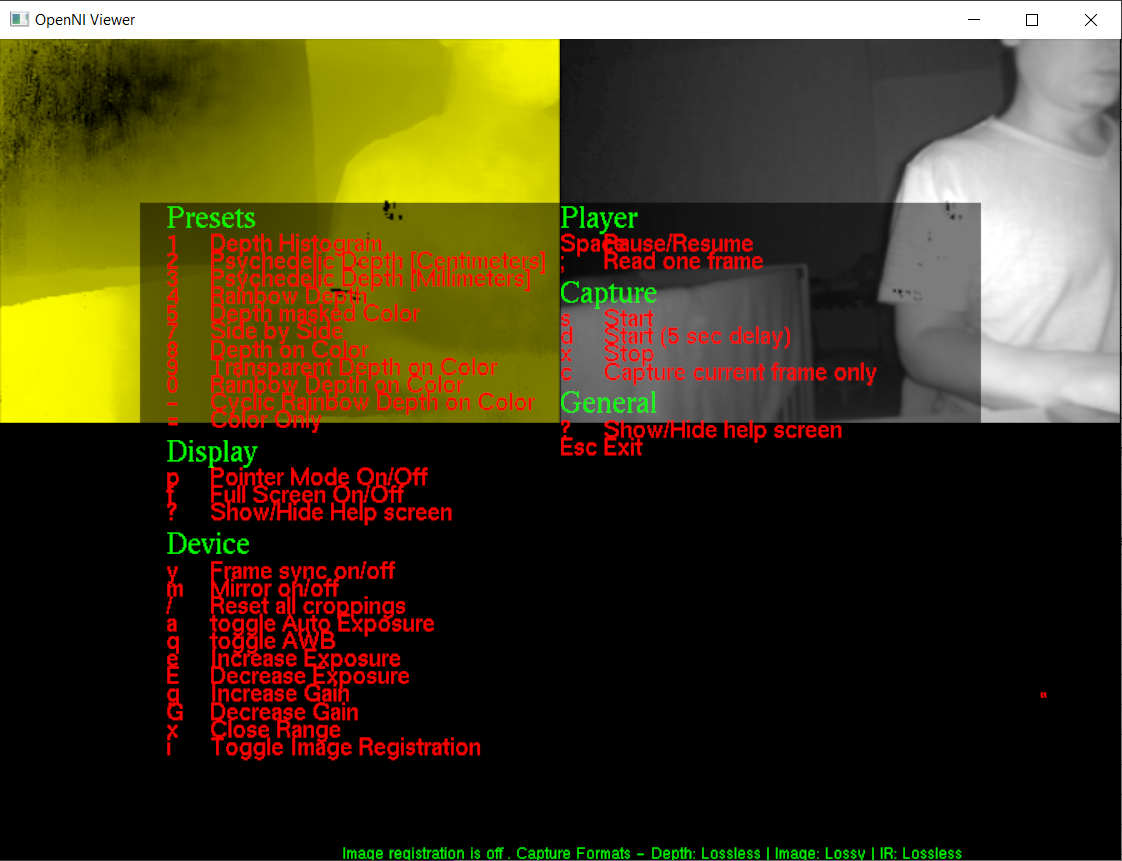 OpenNI Viewer
Presets
1 Depth Histogram
2 Psychedelic Depth [Centimeters]
3 Psychedelic Depth [Millimeters]
4 Rainbow Depth
5 Depth masked Color
7 Side by Side
8 Depth on Color
9 Transparent Depth on Color
0 Rainbow Depth on Color
- Cyclic Rainbow Depth on Color
= Color Only
Display
p Pointer Mode On/Off
f Full Screen On/Off
? Show/Hide Help screen
Device
y Frame sync on/off
m Mirror on/off
/ Reset all croppings
a toggle Auto Exposure
q toggle AWB
e Increase Exposure
E Decrease Exposure
g Increase Gain
G Decrease Gain
x Close Range
i Toggle Image Registration
Player
Space Pause/Resume
; Read one frame
Capture
s Start
d Start (5 sec delay)
x Stop
c Capture current frame only
General
? Show/Hide help screen
Esc Exit
Image registration is off . Capture Formats - Depth: Lossless | Image: Lossy | IR: Lossless